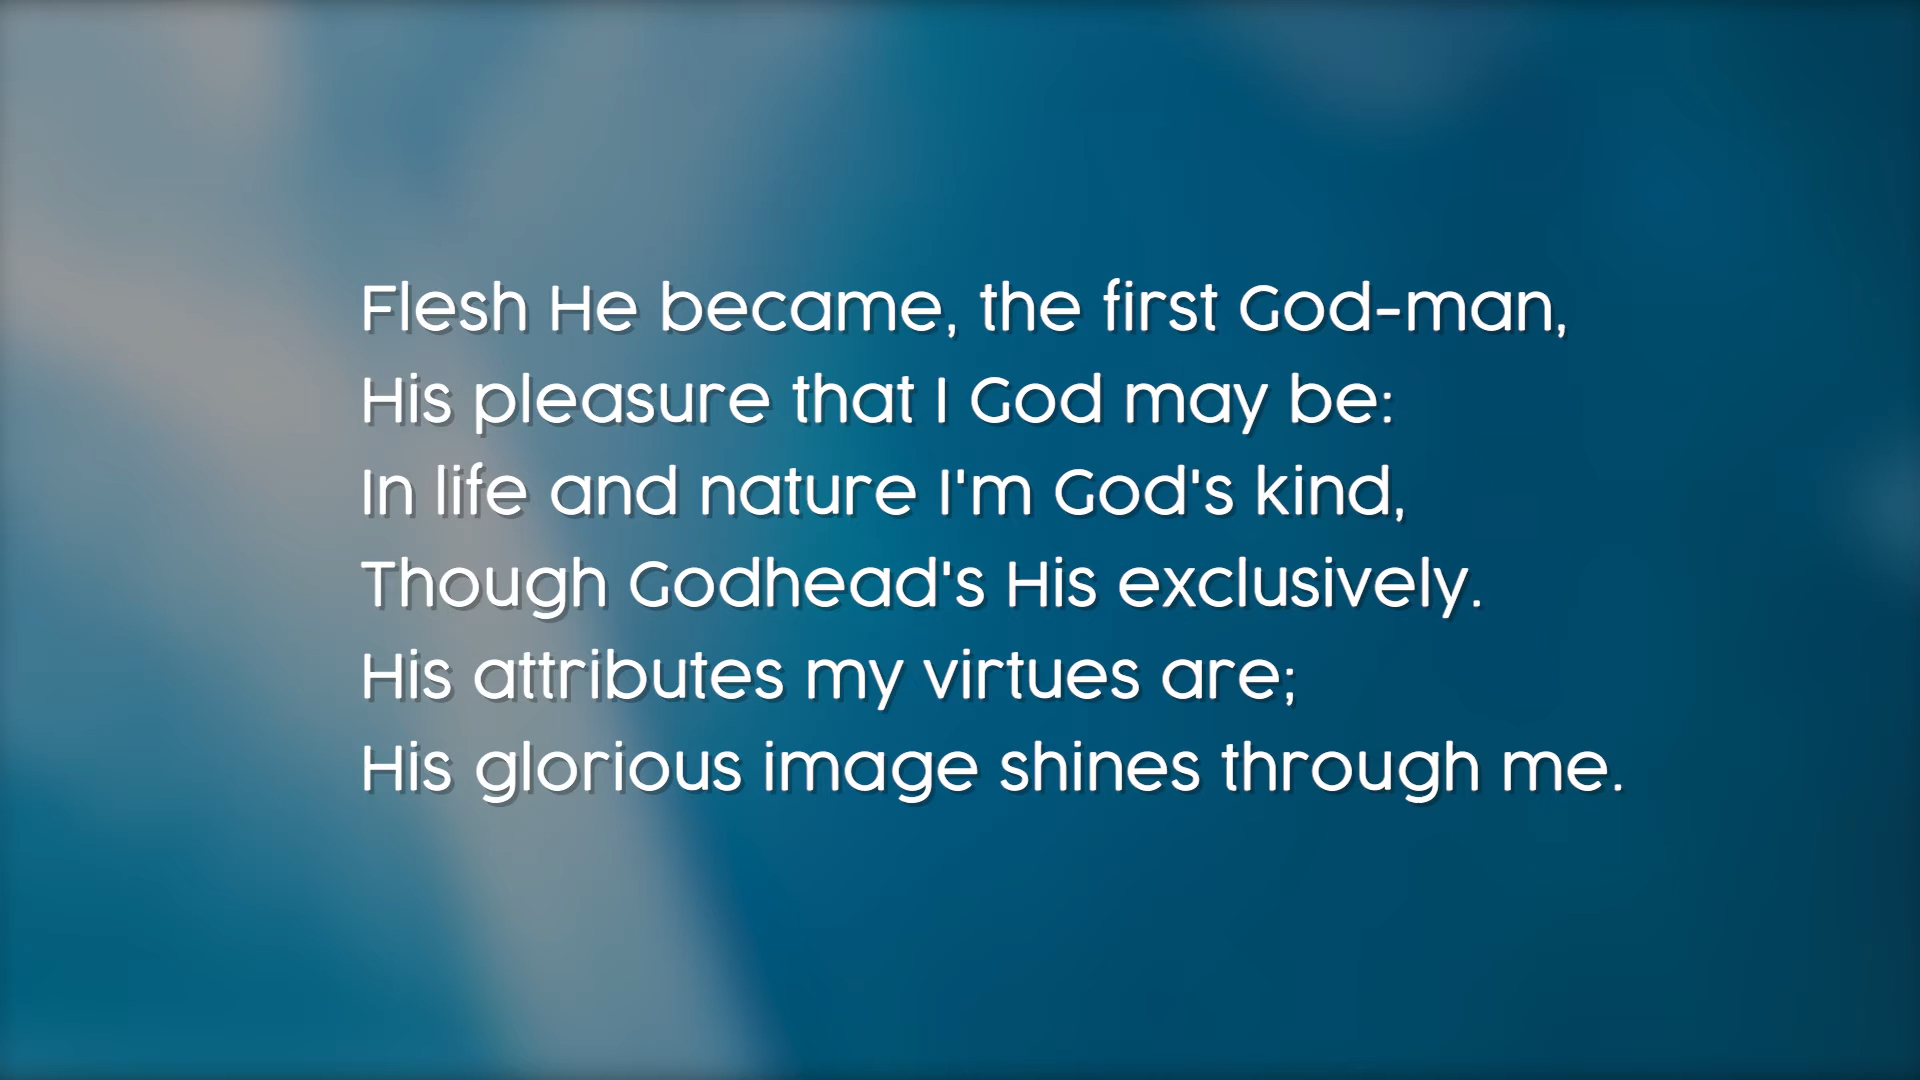 Flesh He became, the first God-man,
His pleasure that I God may be:
In life and nature I'm God's kind,
Though Godhead's His exclusively.
His attributes my virtues are;
His glorious image shines through me.